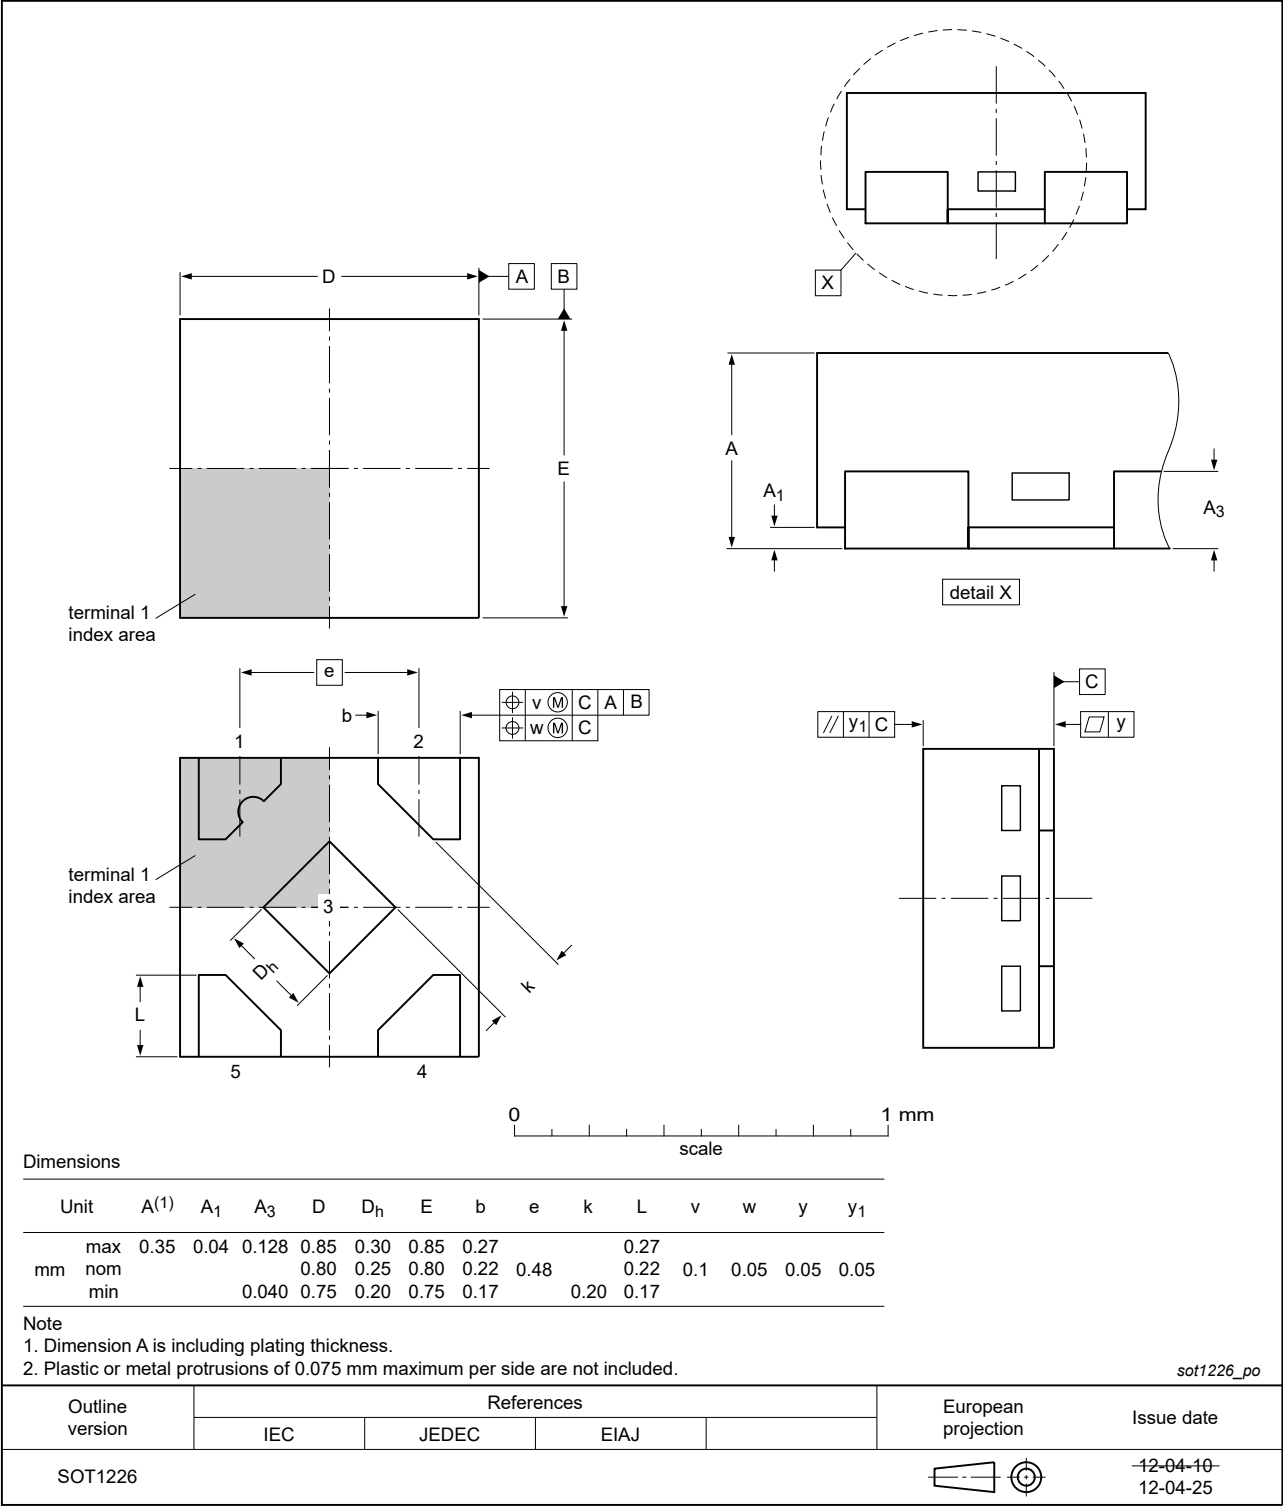 X
D
A
B
E
terminal 1
index area
A
A1
A3
detail X
e
b
v M C A B
w M C
1
2
C
// y1 C
y
terminal 1
index area
3
Dh
k
L
5
4
0
1 mm
scale
Dimensions
Unit A(1) A1 A3 D Dh E b e k L v w y y1
max 0.35 0.04 0.128 0.85 0.30 0.85 0.27 0.27
mm nom 0.80 0.25 0.80 0.22 0.48 0.22 0.1 0.05 0.05 0.05
min 0.040 0.75 0.20 0.75 0.17 0.20 0.17
Note
1. Dimension A is including plating thickness.
2. Plastic or metal protrusions of 0.075 mm maximum per side are not included.
sot1226_po
Outline
version
References
IEC JEDEC EIAJ
European
projection
Issue date
SOT1226
12-04-10
12-04-25